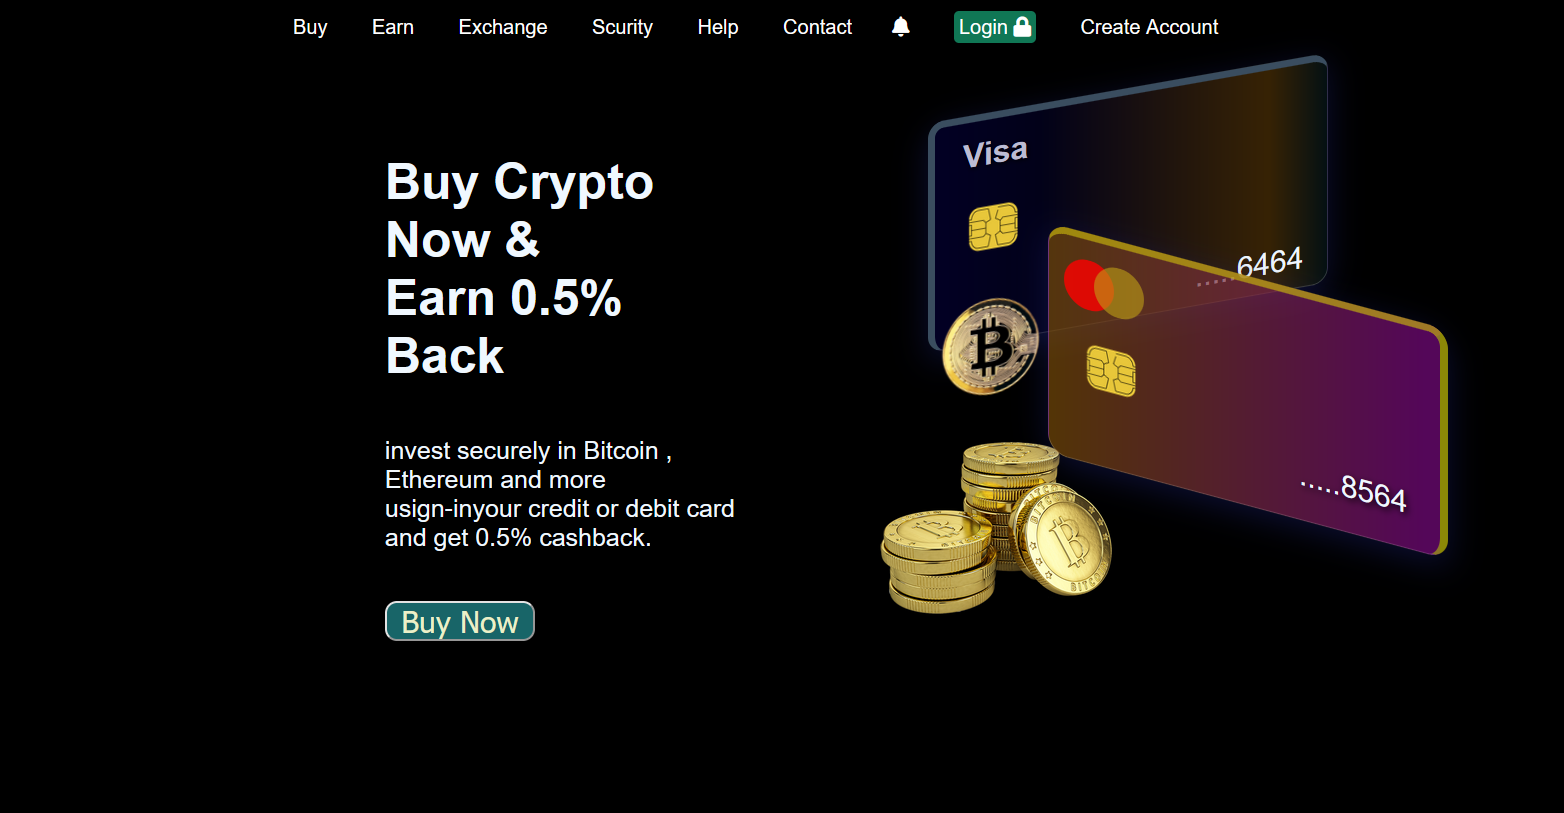 Buy Earn Exchange Scurity Help Contact Login Create Account
Visa
Buy Crypto
Now &
Earn 0.5%
Back
.....6464
invest securely in Bitcoin ,
Ethereum and more
usign-inyour credit or debit card
and get 0.5% cashback.
.....8564
BITCOIN
BITCOIN
Buy Now